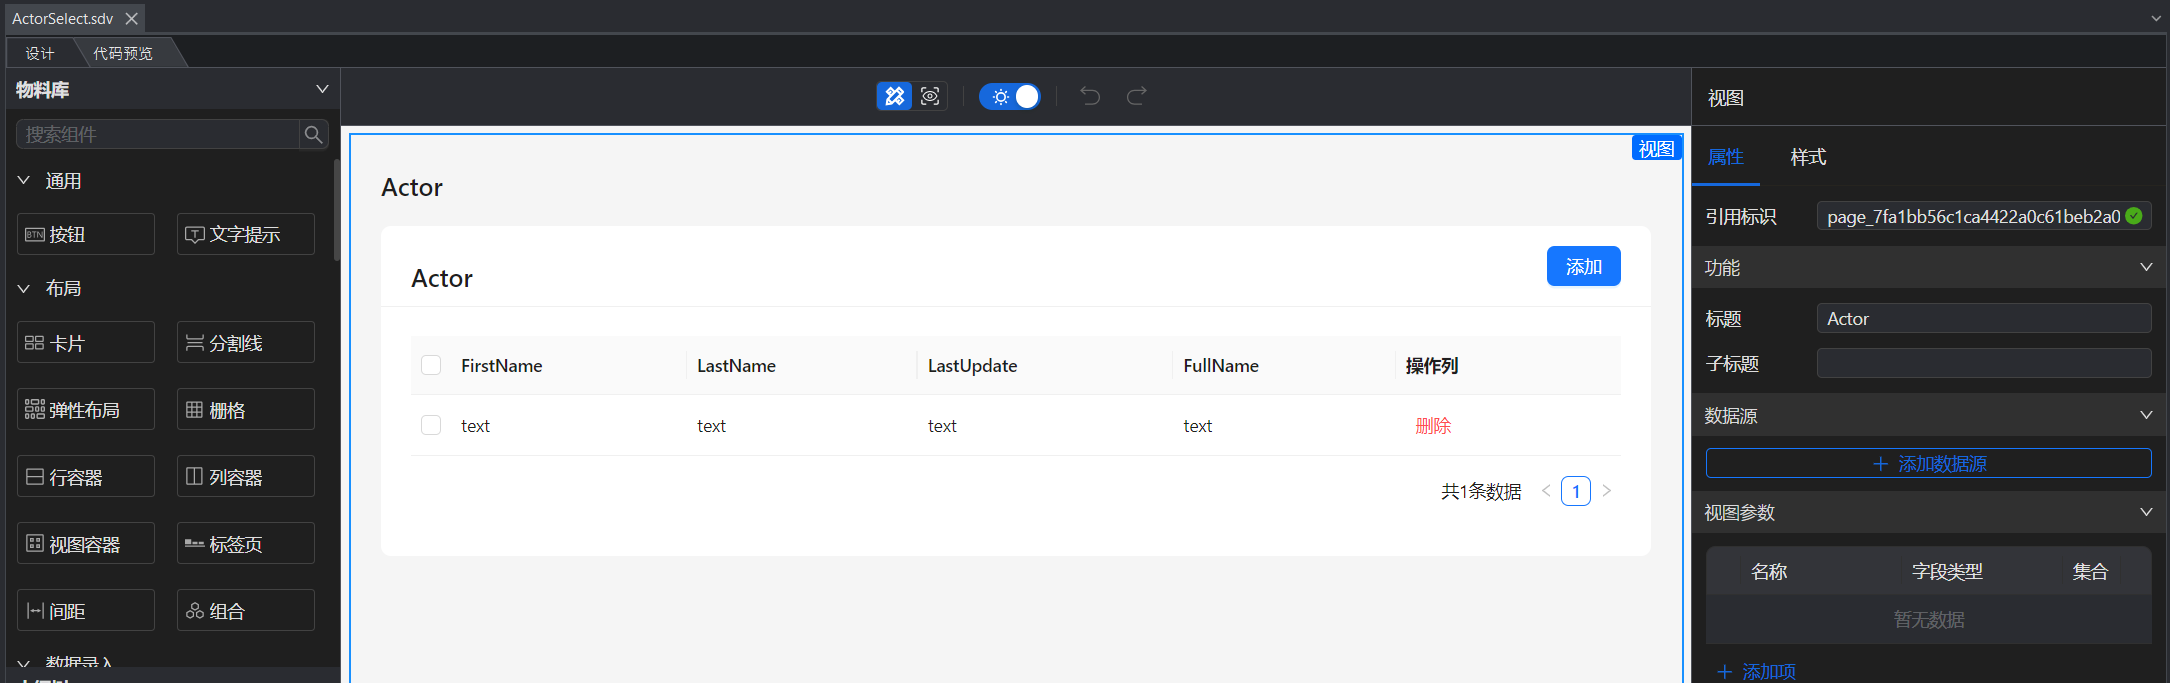 ActorSelect.sdv
设计
代码预览
物料库
搜索组件
通用
BTN 按钮
文字提示
布局
卡片
分割线
弹性布局
栅格
行容器
列容器
视图容器
标签页
间距
组合
数据录入
视图
Actor
Actor
添加
FirstName LastName LastUpdate FullName 操作列
text text text text 删除
共1条数据 < 1 >
视图
属性 样式
引用标识 page_7fa1bb56c1ca4422a0c61beb2a0
功能
标题 Actor
子标题
数据源
+ 添加数据源
视图参数
名称 字段类型 集合
暂无数据
+ 添加项